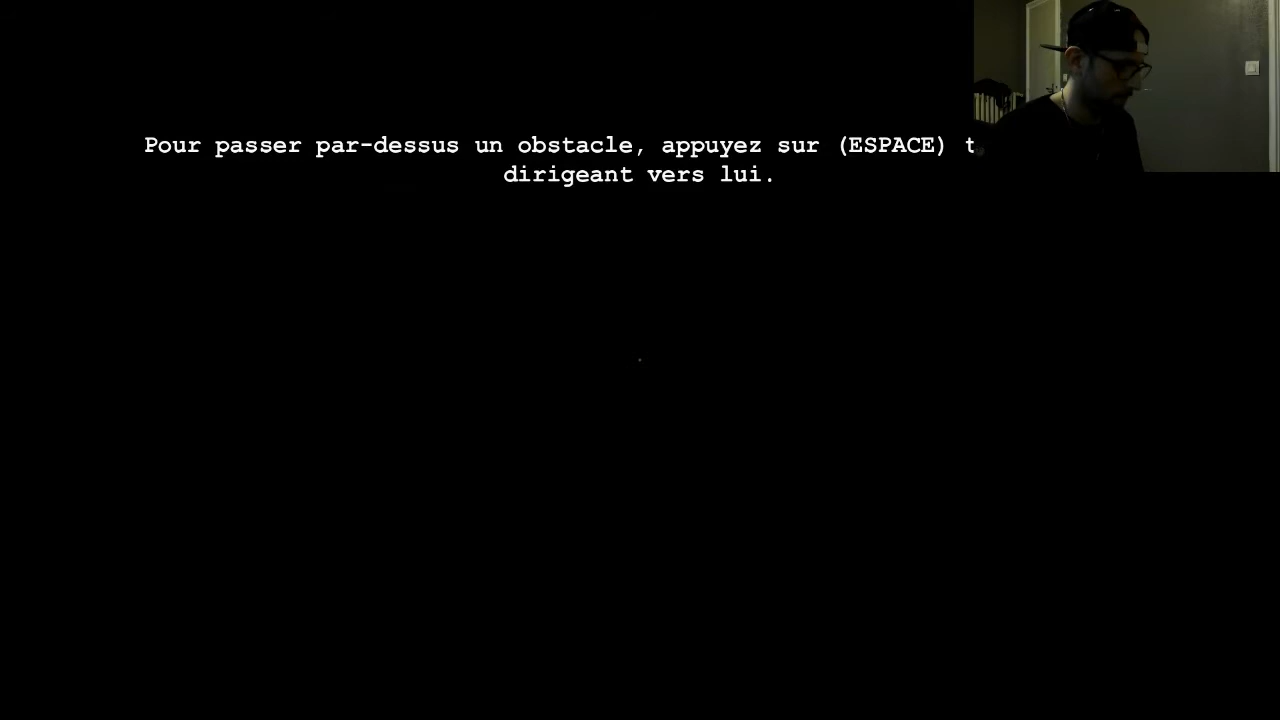 Pour passer par-dessus un obstacle, appuyez sur (ESPACE) t
dirigeant vers lui.